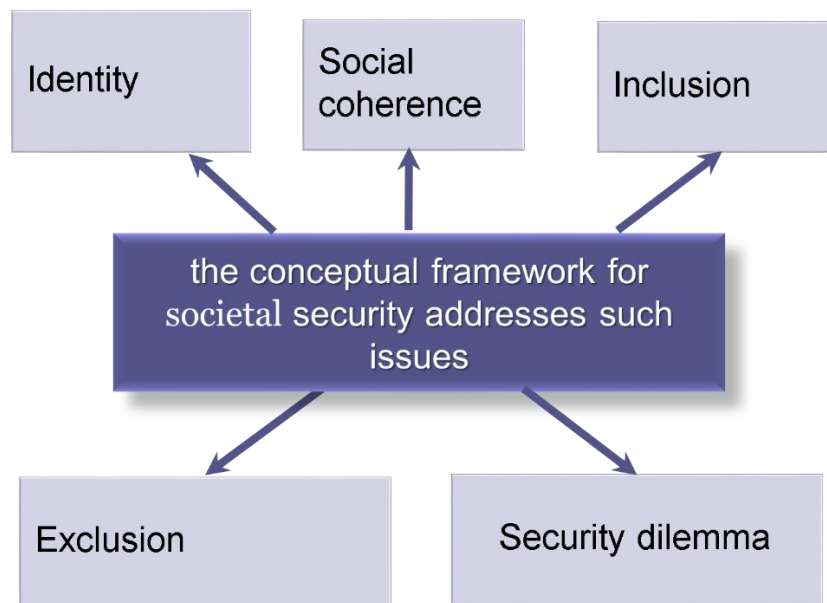 Identity
Social
coherence
Inclusion
the conceptual framework for
societal security addresses such
issues
Exclusion
Security dilemma